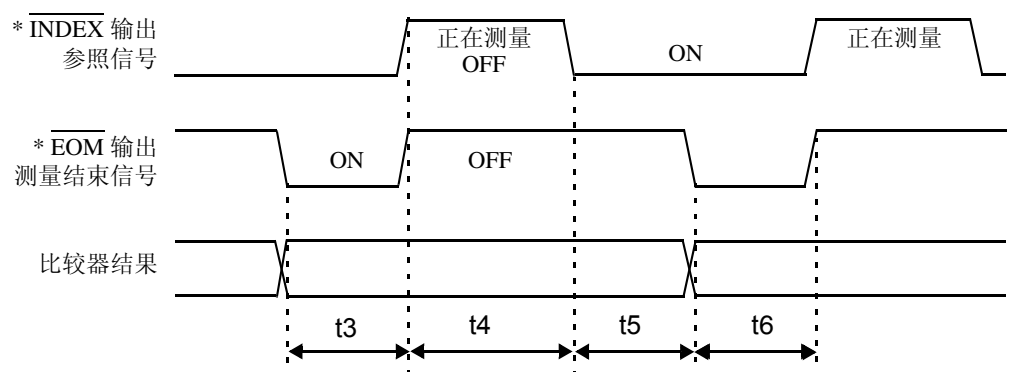 * INDEX 输出
参照信号
正在测量
OFF
ON
正在测量
* EOM 输出
测量结束信号
ON
OFF
比较器结果
t3
t4
t5
t6